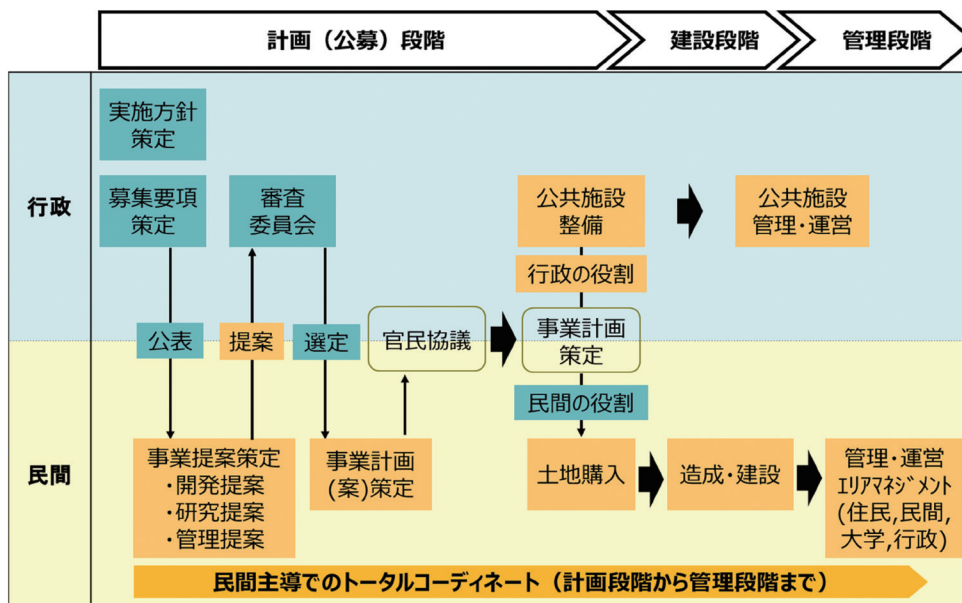 計画（公募）段階
建設段階
管理段階
行政
実施方針
策定
募集要項
策定
審査
委員会
公共施設
整備
公共施設
管理・運営
行政の役割
公表
提案
選定
官民協議
事業計画
策定
民間の役割
民間
事業提案策定
・開発提案
・研究提案
・管理提案
事業計画
(案)策定
土地購入
造成・建設
管理・運営
ｴﾘｱﾏﾈｼﾞﾒﾝﾄ
(住民,民間,
大学,行政)
民間主導でのトータルコーディネート（計画段階から管理段階まで）